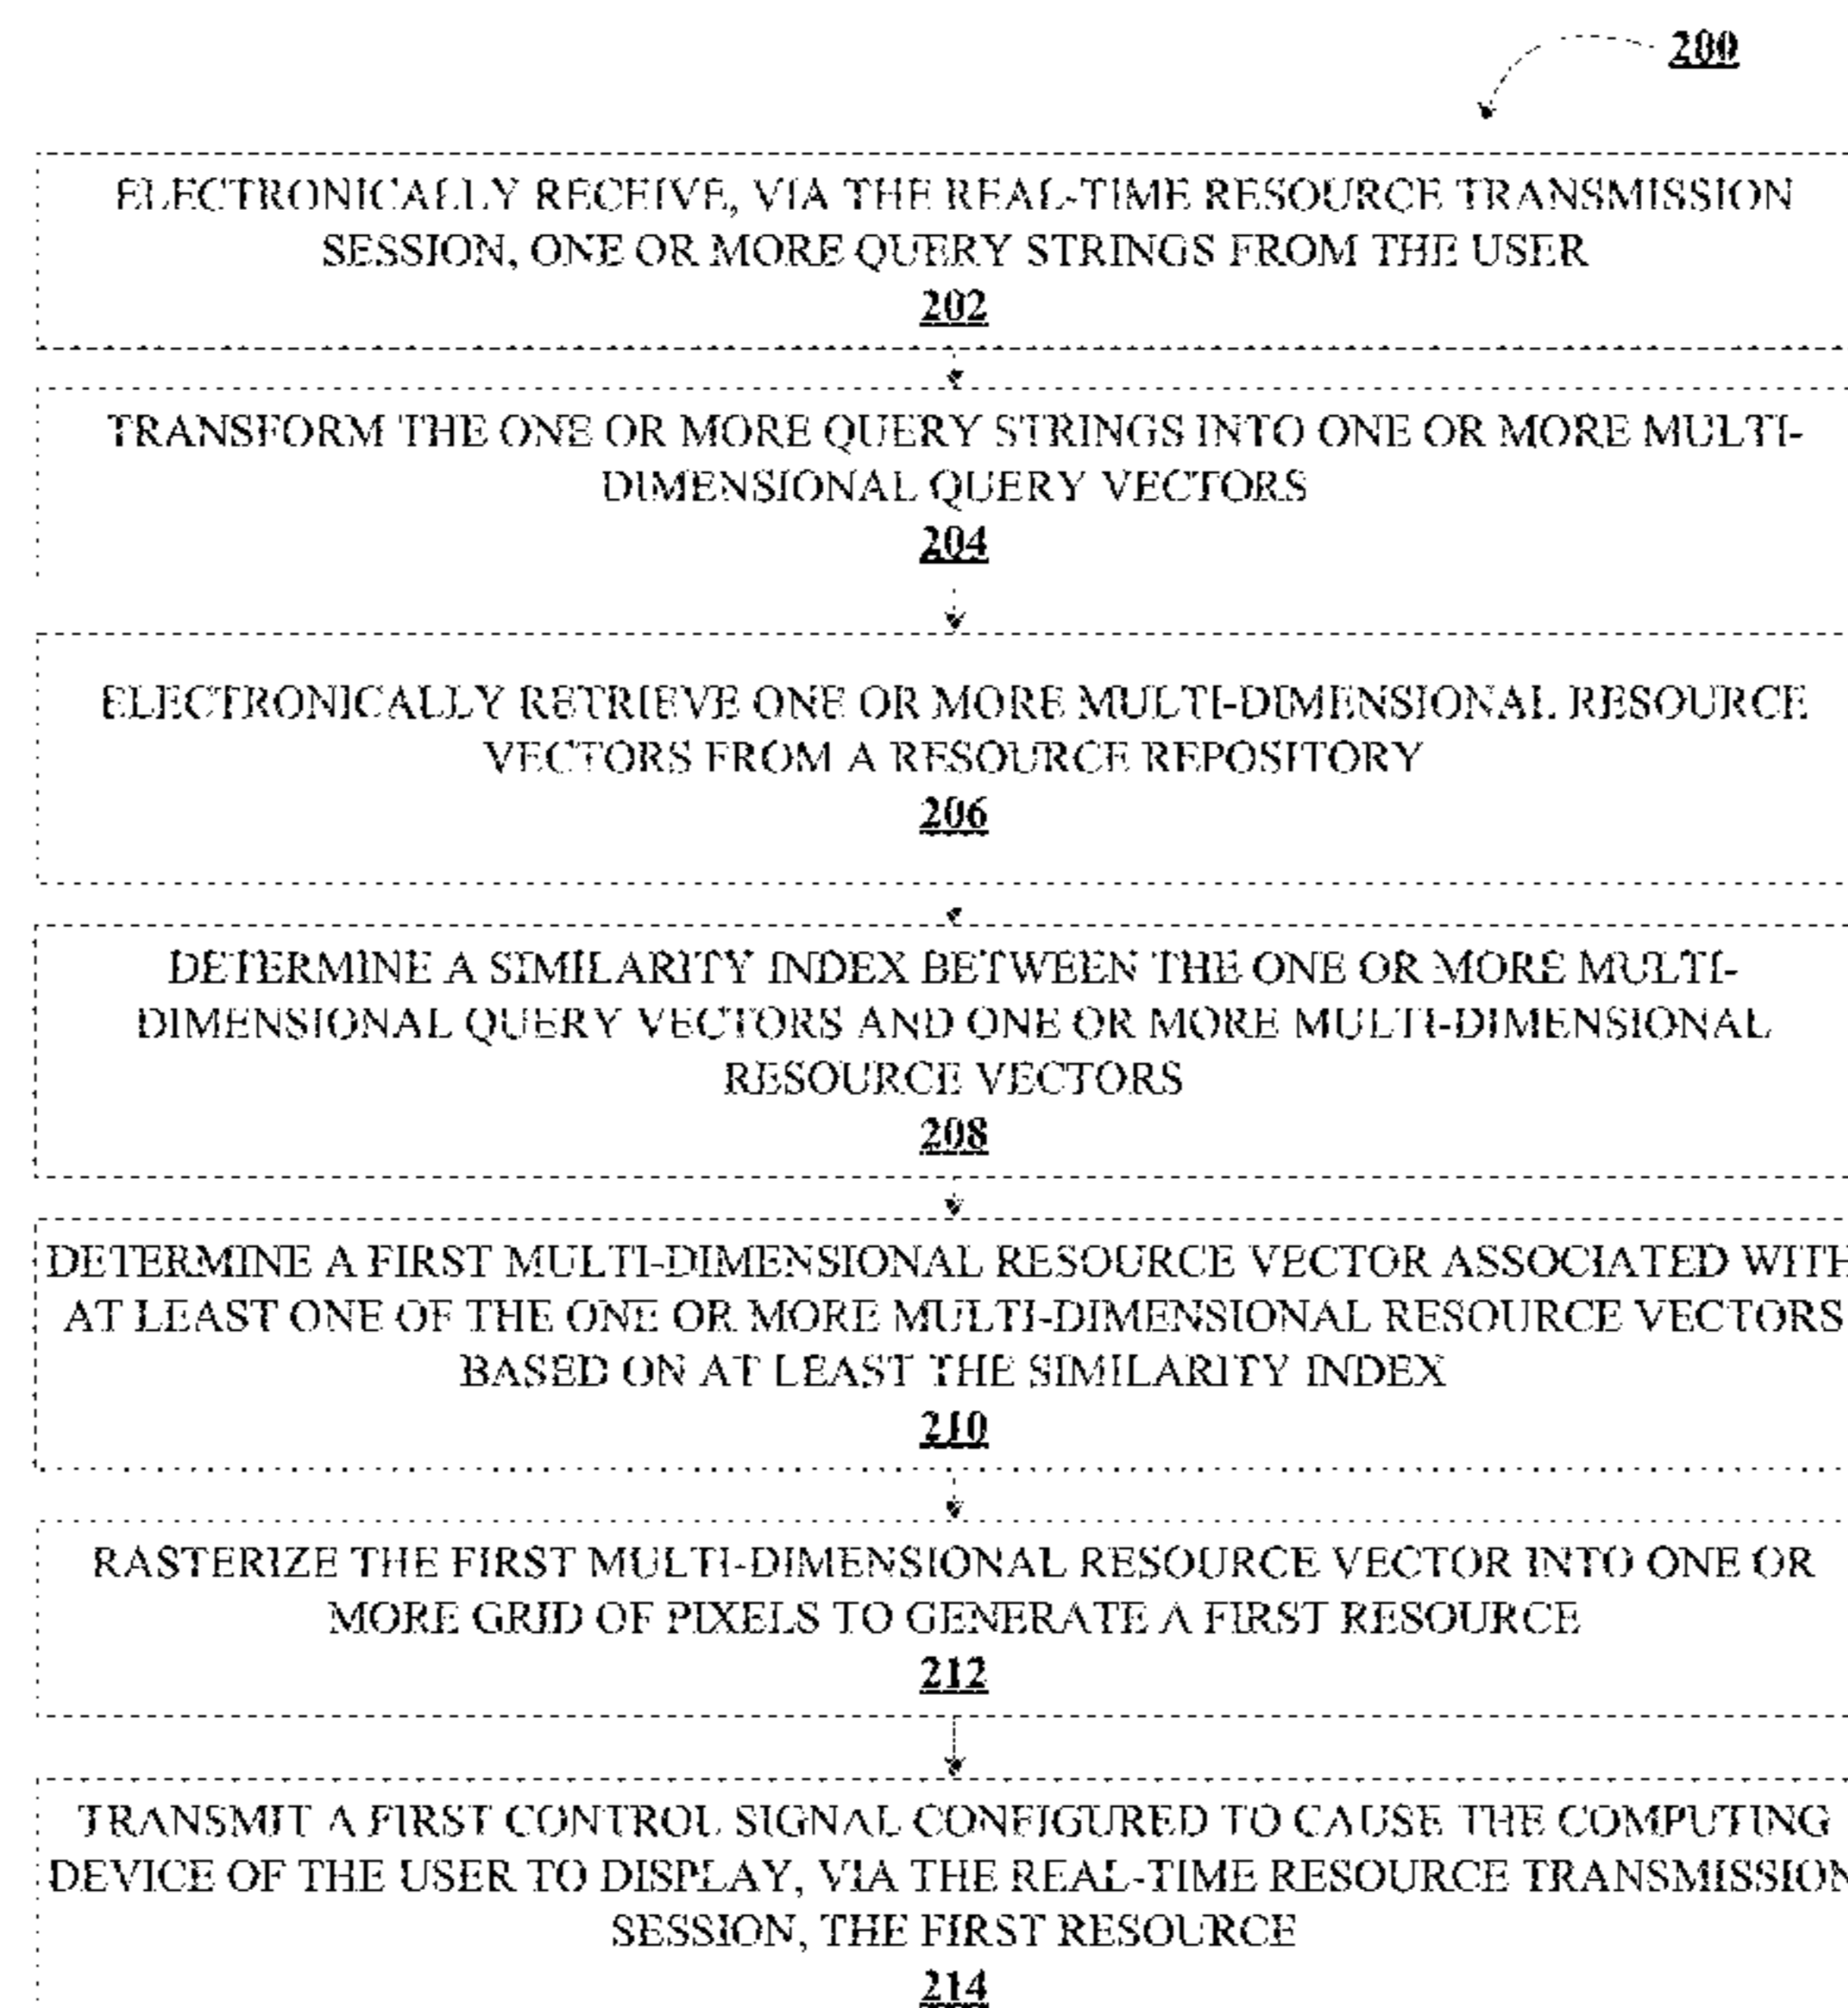 200
ELECTRONICALLY RECEIVE, VIA THE REAL-TIME RESOURCE TRANSMISSION
SESSION, ONE OR MORE QUERY STRINGS FROM THE USER
202
TRANSFORM THE ONE OR MORE QUERY STRINGS INTO ONE OR MORE MULTI-
DIMENSIONAL QUERY VECTORS
204
ELECTRONICALLY RETRIEVE ONE OR MORE MULTI-DIMENSIONAL RESOURCE
VECTORS FROM A RESOURCE REPOSITORY
206
DETERMINE A SIMILARITY INDEX BETWEEN THE ONE OR MORE MULTI-
DIMENSIONAL QUERY VECTORS AND ONE OR MORE MULTI-DIMENSIONAL
RESOURCE VECTORS
208
DETERMINE A FIRST MULTI-DIMENSIONAL RESOURCE VECTOR ASSOCIATED WITH
AT LEAST ONE OF THE ONE OR MORE MULTI-DIMENSIONAL RESOURCE VECTORS
BASED ON AT LEAST THE SIMILARITY INDEX
210
RASTERIZE THE FIRST MULTI-DIMENSIONAL RESOURCE VECTOR INTO ONE OR
MORE GRID OF PIXELS TO GENERATE A FIRST RESOURCE
212
TRANSMIT A FIRST CONTROL SIGNAL CONFIGURED TO CAUSE THE COMPUTING
DEVICE OF THE USER TO DISPLAY, VIA THE REAL-TIME RESOURCE TRANSMISSION
SESSION, THE FIRST RESOURCE
214